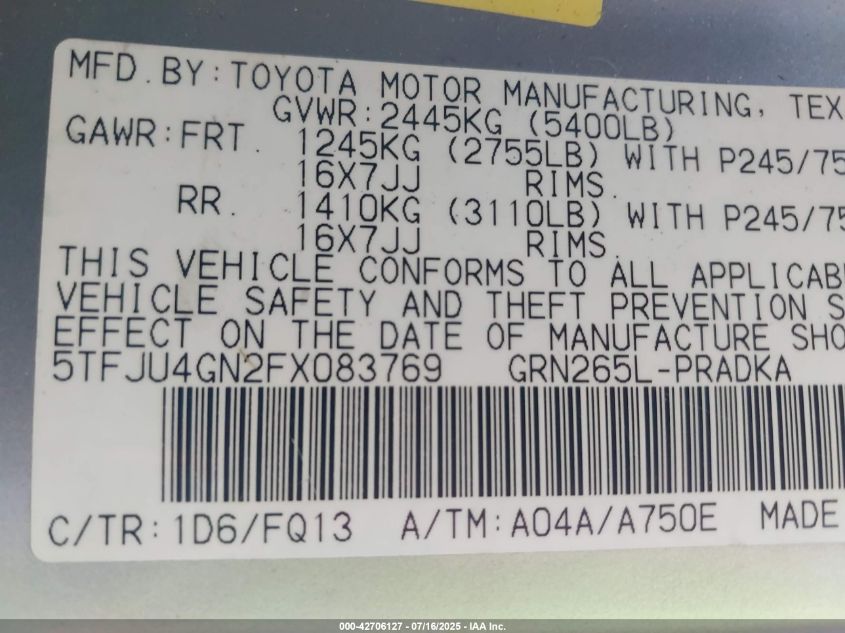 MFD. BY: TOYOTA MOTOR MANUFACTURING, TEX
GVWR: 2445KG (5400LB)
GAWR: FRT. 1245KG (2755LB) WITH P245/75
16X7JJ RIMS.
RR. 1410KG (3110LB) WITH P245/75
16X7JJ RIMS.
THIS VEHICLE CONFORMS TO ALL APPLICAB
VEHICLE SAFETY AND THEFT PREVENTION S
EFFECT ON THE DATE OF MANUFACTURE SHO
5TFJU4GN2FX083769 GRN265L-PRADKA
C/TR: 1D6/FQ13 A/TM: A04A/A750E MADE
000-42706127 - 07/16/2025 - IAA Inc.